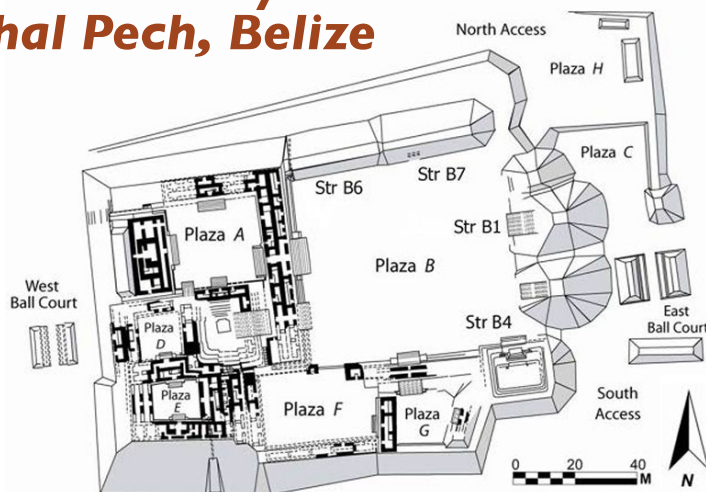 hal Pech, Belize
North Access
Plaza H
Plaza C
Str B6
Str B7
Str B1
Plaza A
Plaza B
West
Ball Court
Plaza
D
East
Ball Court
Str B4
Plaza
E
Plaza F
Plaza
G
South
Access
0 20 40
M
N